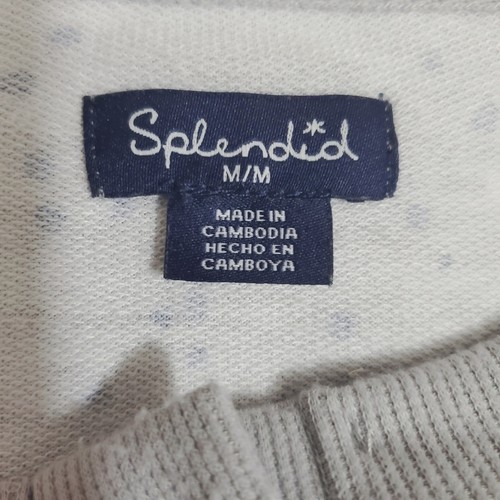 Splendid
M/M
MADE IN
CAMBODIA
HECHO EN
CAMBOYA